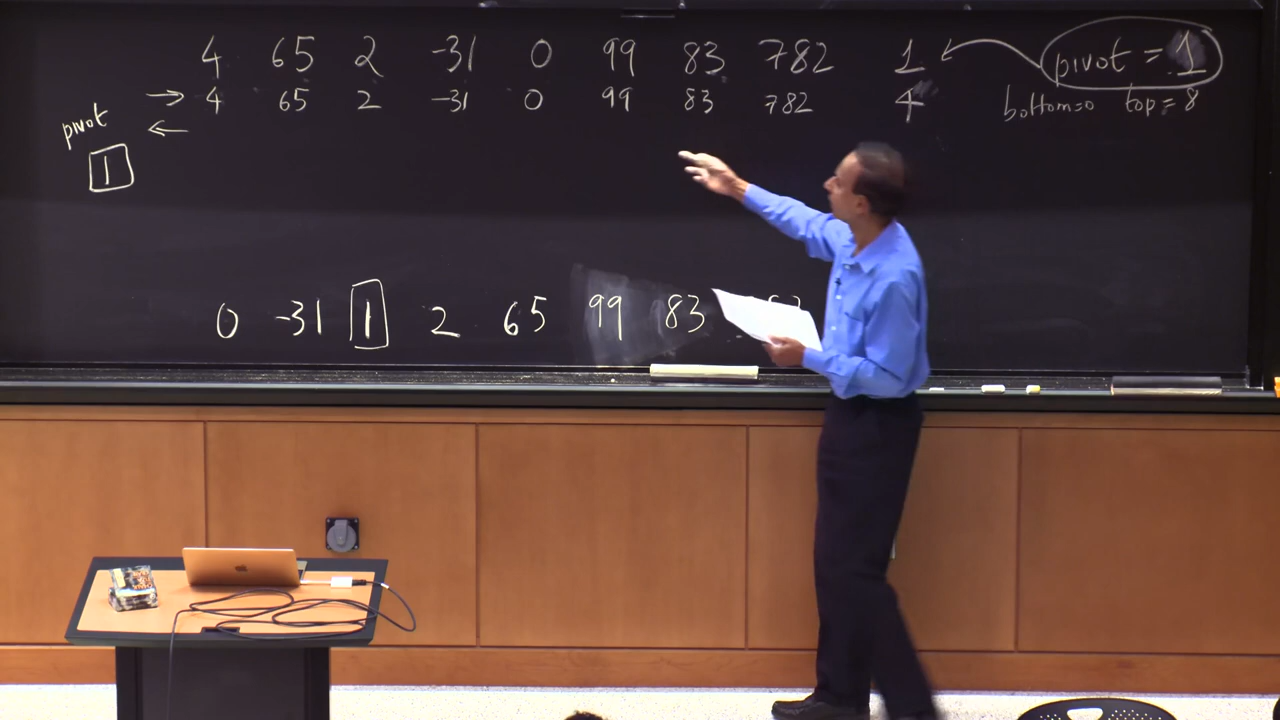 4 65 2 -31 0 99 83 782 1 pivot = 1
→ 4 65 2 -31 0 99 83 782 4 bottom=0 top=8
pivot ←
1
0 -31 1 2 65 99 83